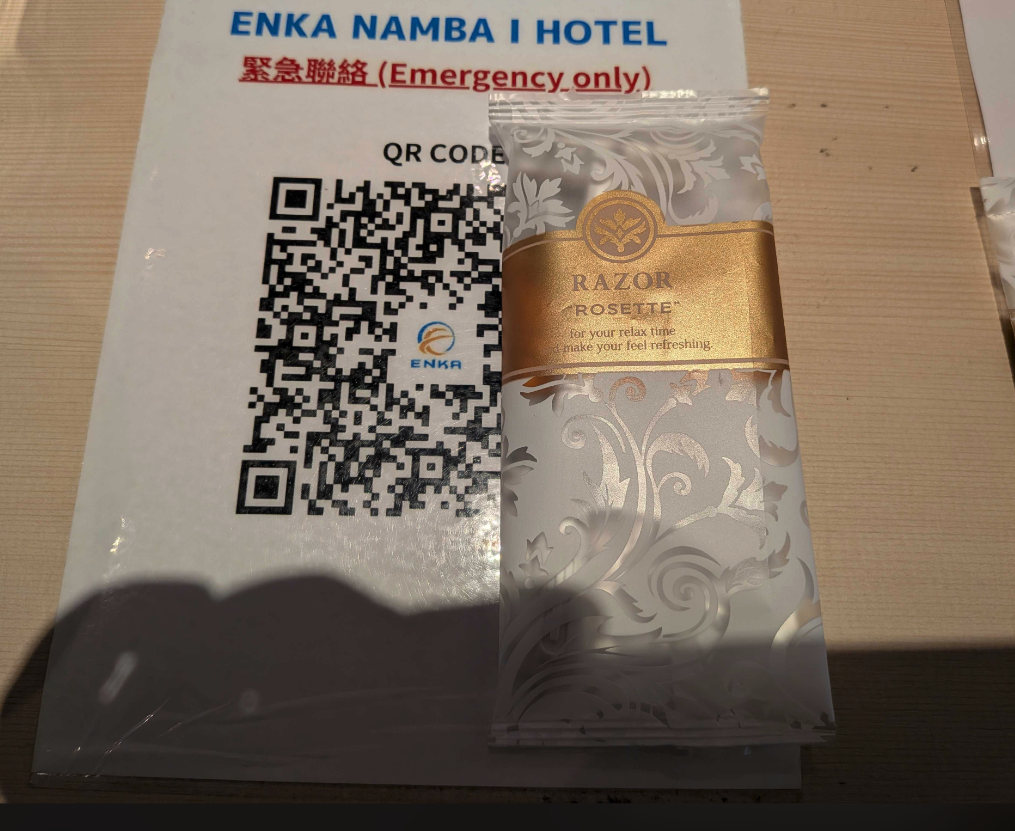 ENKA NAMBA I HOTEL
緊急聯絡 (Emergency only)
QR CODE
ENKA
RAZOR
"ROSETTE"
for your relax time
make your feel refreshing.